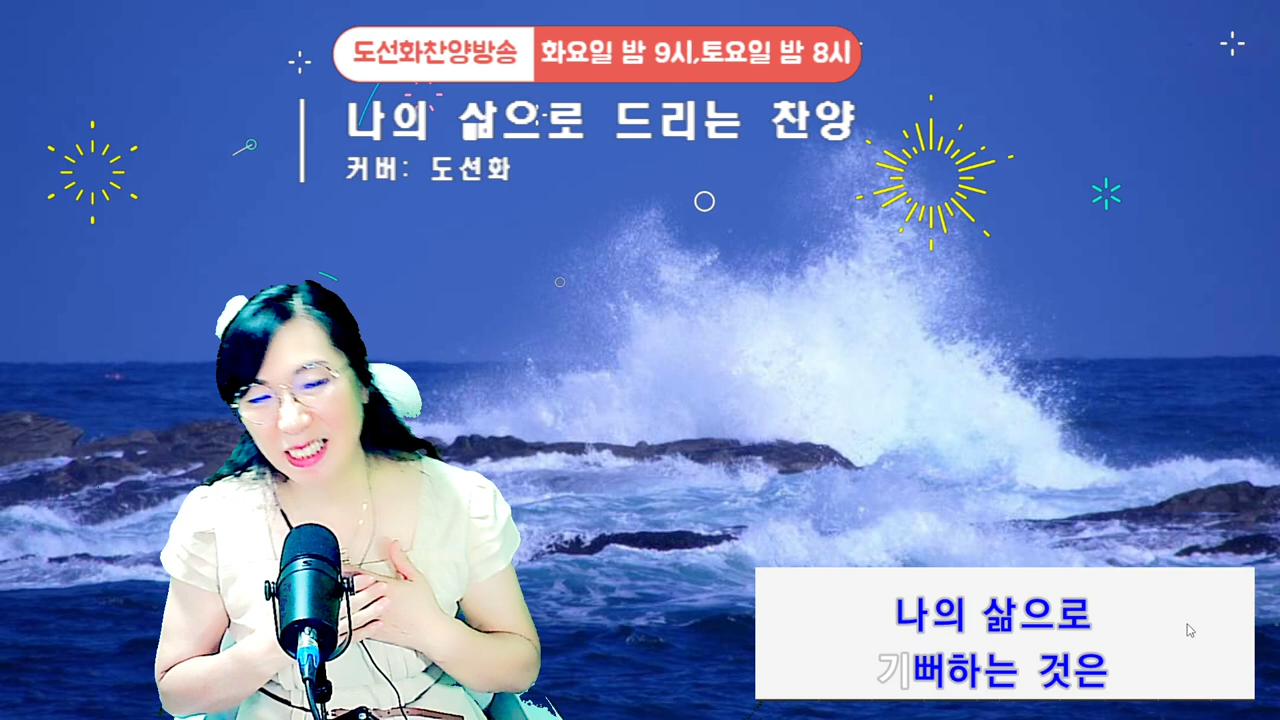 도선화찬양방송 화요일 밤 9시,토요일 밤 8시
나의 삶으로 드리는 찬양
커버: 도선화
나의 삶으로
기뻐하는 것은